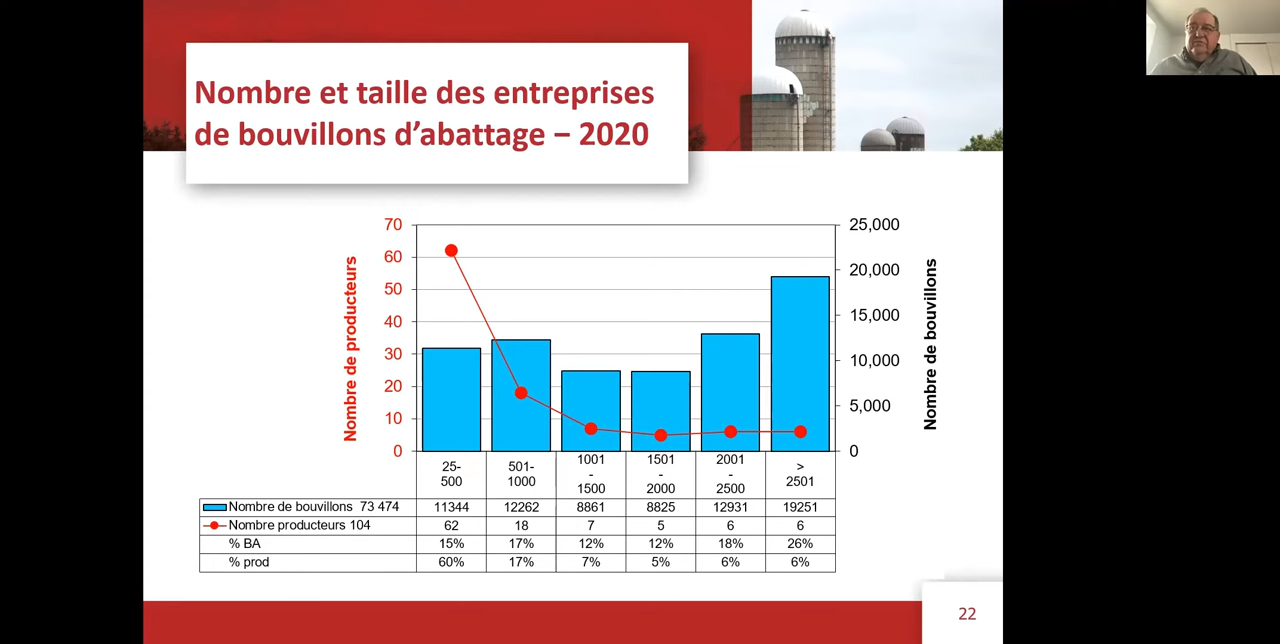 Nombre et taille des entreprises
de bouvillons d’abattage – 2020
Nombre de producteurs
70
60
50
40
30
20
10
0
25,000
20,000
15,000
10,000
5,000
0
Nombre de bouvillons
25-500 501-1000 1001-1500 1501-2000 2001-2500 > 2501
Nombre de bouvillons 73 474 11344 12262 8861 8825 12931 19251
Nombre producteurs 104 62 18 7 5 6 6
% BA 15% 17% 12% 12% 18% 26%
% prod 60% 17% 7% 5% 6% 6%
22